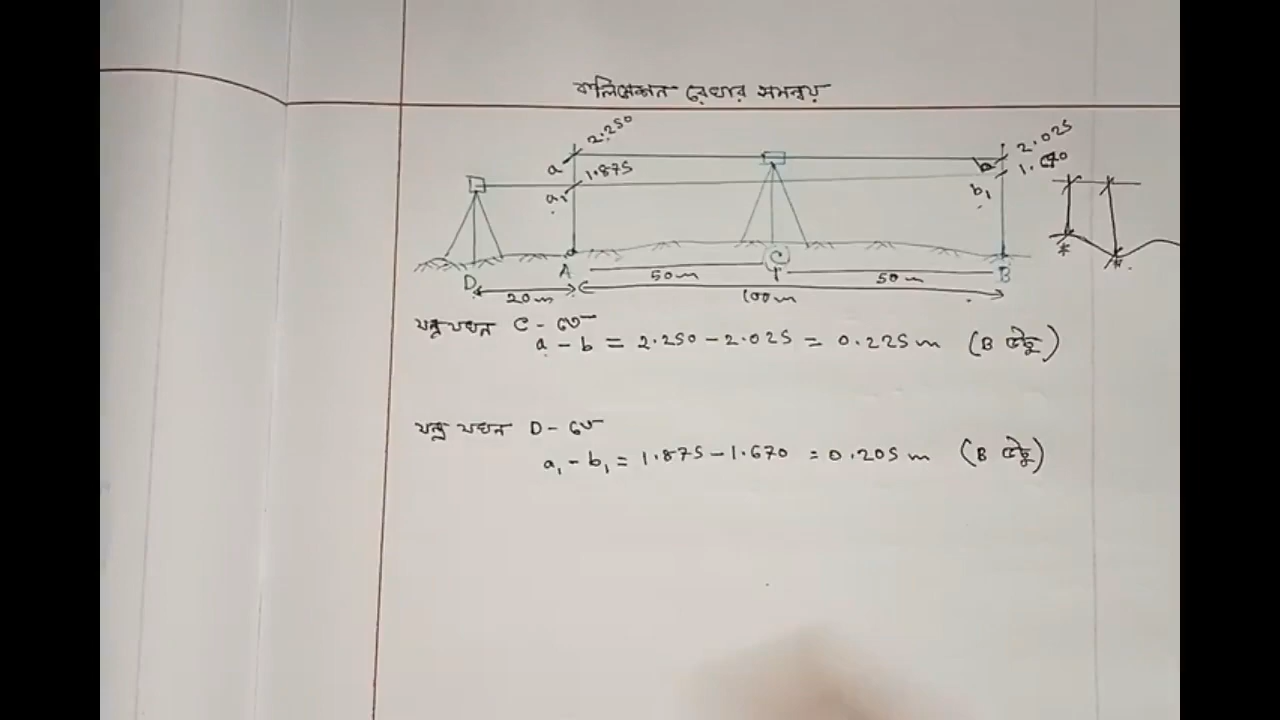 কলিমেশন রেখার সমন্বয়
2.250
2.025
a
1.875
b
1.670
a₁
b₁
D
A
C
B
20m
50m
50m
100m
যন্ত্র যখন C-তে
a - b = 2.250 - 2.025 = 0.225 m (B উঁচু)
যন্ত্র যখন D-তে
a₁ - b₁ = 1.875 - 1.670 = 0.205 m (B উঁচু)